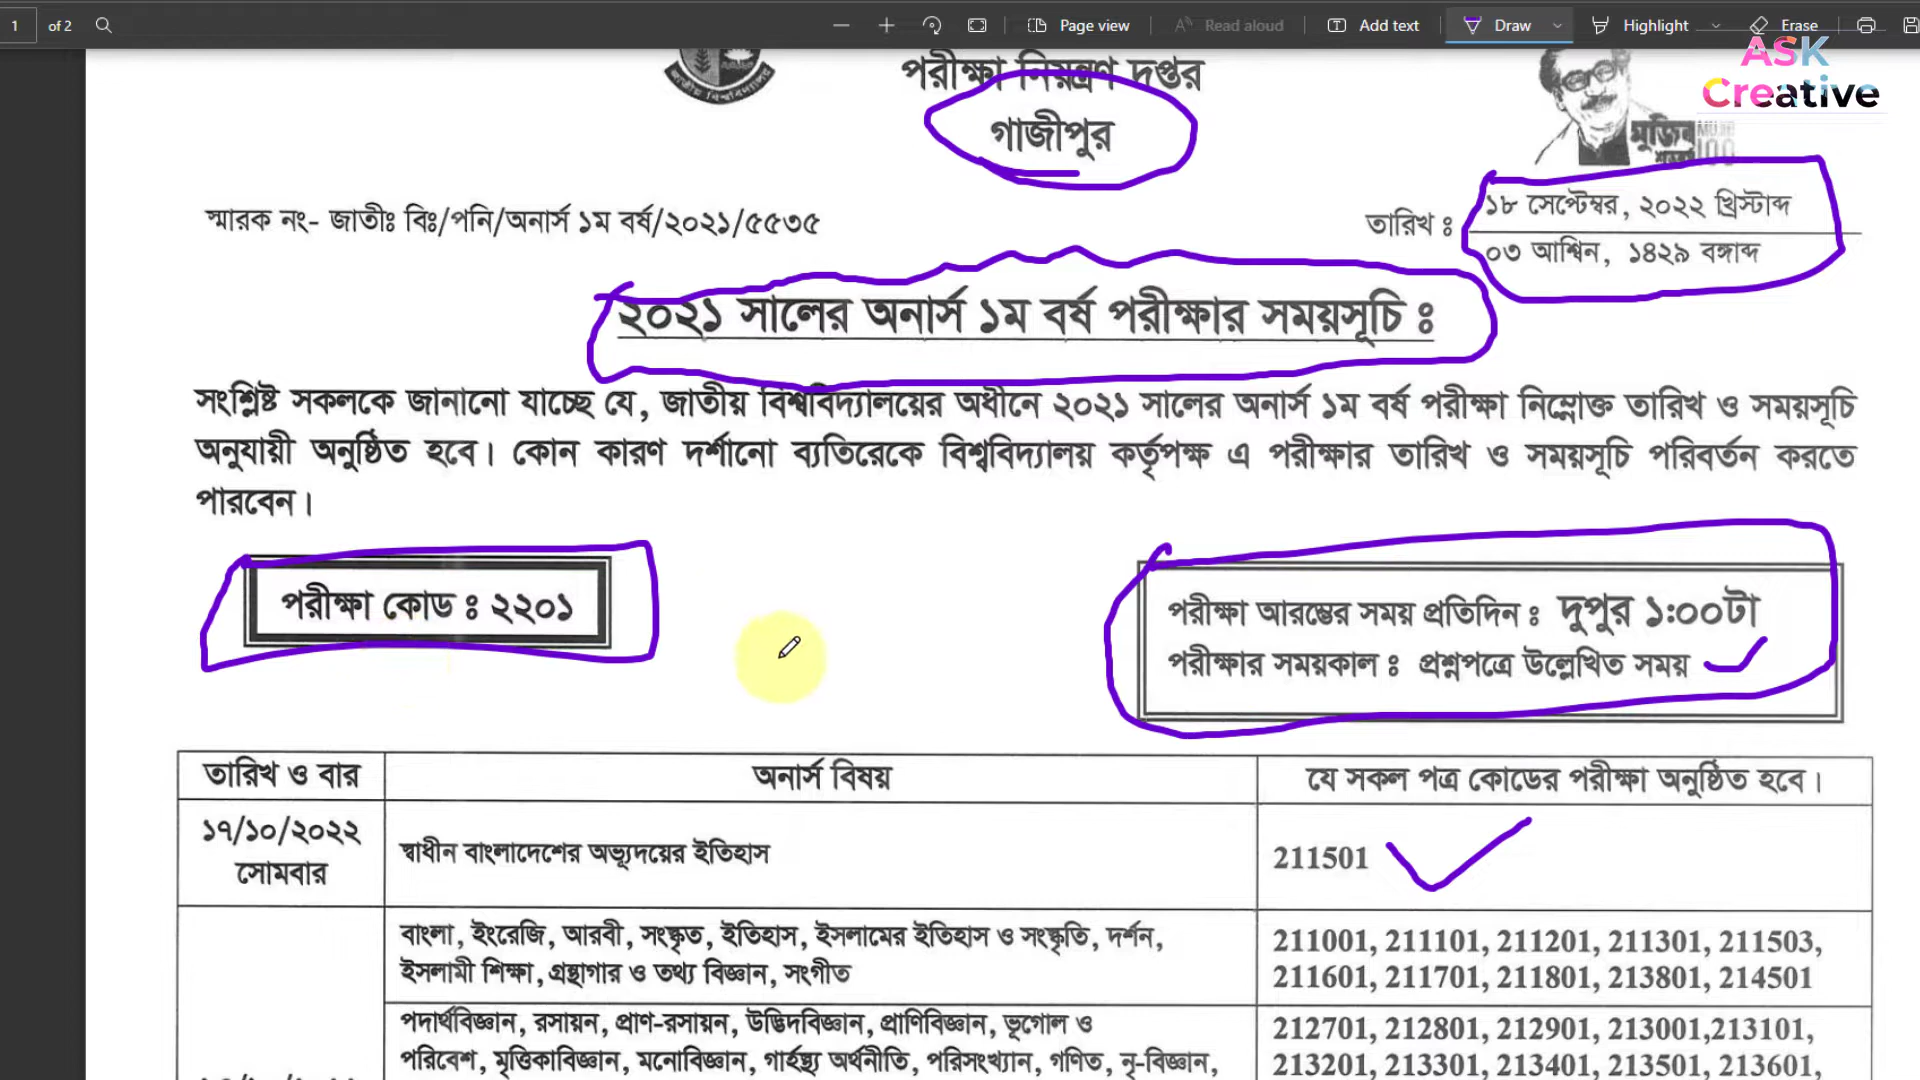 1 of 2 Page view Read aloud Add text Draw Highlight Erase
ASK
Creative
পরীক্ষা নিয়ন্ত্রণ দপ্তর
গাজীপুর
মুজিব
100
স্মারক নং- জাতীঃ বিঃ/পনি/অনার্স ১ম বর্ষ/২০২১/৫৫৩৫
তারিখ ঃ ১৮ সেপ্টেম্বর, ২০২২ খ্রিস্টাব্দ
০৩ আশ্বিন, ১৪২৯ বঙ্গাব্দ
২০২১ সালের অনার্স ১ম বর্ষ পরীক্ষার সময়সূচি ঃ
সংশ্লিষ্ট সকলকে জানানো যাচ্ছে যে, জাতীয় বিশ্ববিদ্যালয়ের অধীনে ২০২১ সালের অনার্স ১ম বর্ষ পরীক্ষা নিম্নোক্ত তারিখ ও সময়সূচি
অনুযায়ী অনুষ্ঠিত হবে। কোন কারণ দর্শানো ব্যতিরেকে বিশ্ববিদ্যালয় কর্তৃপক্ষ এ পরীক্ষার তারিখ ও সময়সূচি পরিবর্তন করতে
পারবেন।
পরীক্ষা কোড ঃ ২২০১
পরীক্ষা আরম্ভের সময় প্রতিদিন ঃ দুপুর ১:০০টা
পরীক্ষার সময়কাল ঃ প্রশ্নপত্রে উল্লেখিত সময়
তারিখ ও বার অনার্স বিষয় যে সকল পত্র কোডের পরীক্ষা অনুষ্ঠিত হবে।
১৭/১০/২০২২
সোমবার
স্বাধীন বাংলাদেশের অভ্যূদয়ের ইতিহাস
211501
বাংলা, ইংরেজি, আরবী, সংস্কৃত, ইতিহাস, ইসলামের ইতিহাস ও সংস্কৃতি, দর্শন,
ইসলামী শিক্ষা, গ্রন্থাগার ও তথ্য বিজ্ঞান, সংগীত
211001, 211101, 211201, 211301, 211503,
211601, 211701, 211801, 213801, 214501
পদার্থবিজ্ঞান, রসায়ন, প্রাণ-রসায়ন, উদ্ভিদবিজ্ঞান, প্রাণিবিজ্ঞান, ভূগোল ও
পরিবেশ, মৃত্তিকাবিজ্ঞান, মনোবিজ্ঞান, গার্হস্থ্য অর্থনীতি, পরিসংখ্যান, গণিত, নৃ-বিজ্ঞান,
212701, 212801, 212901, 213001,213101,
213201, 213301, 213401, 213501, 213601,